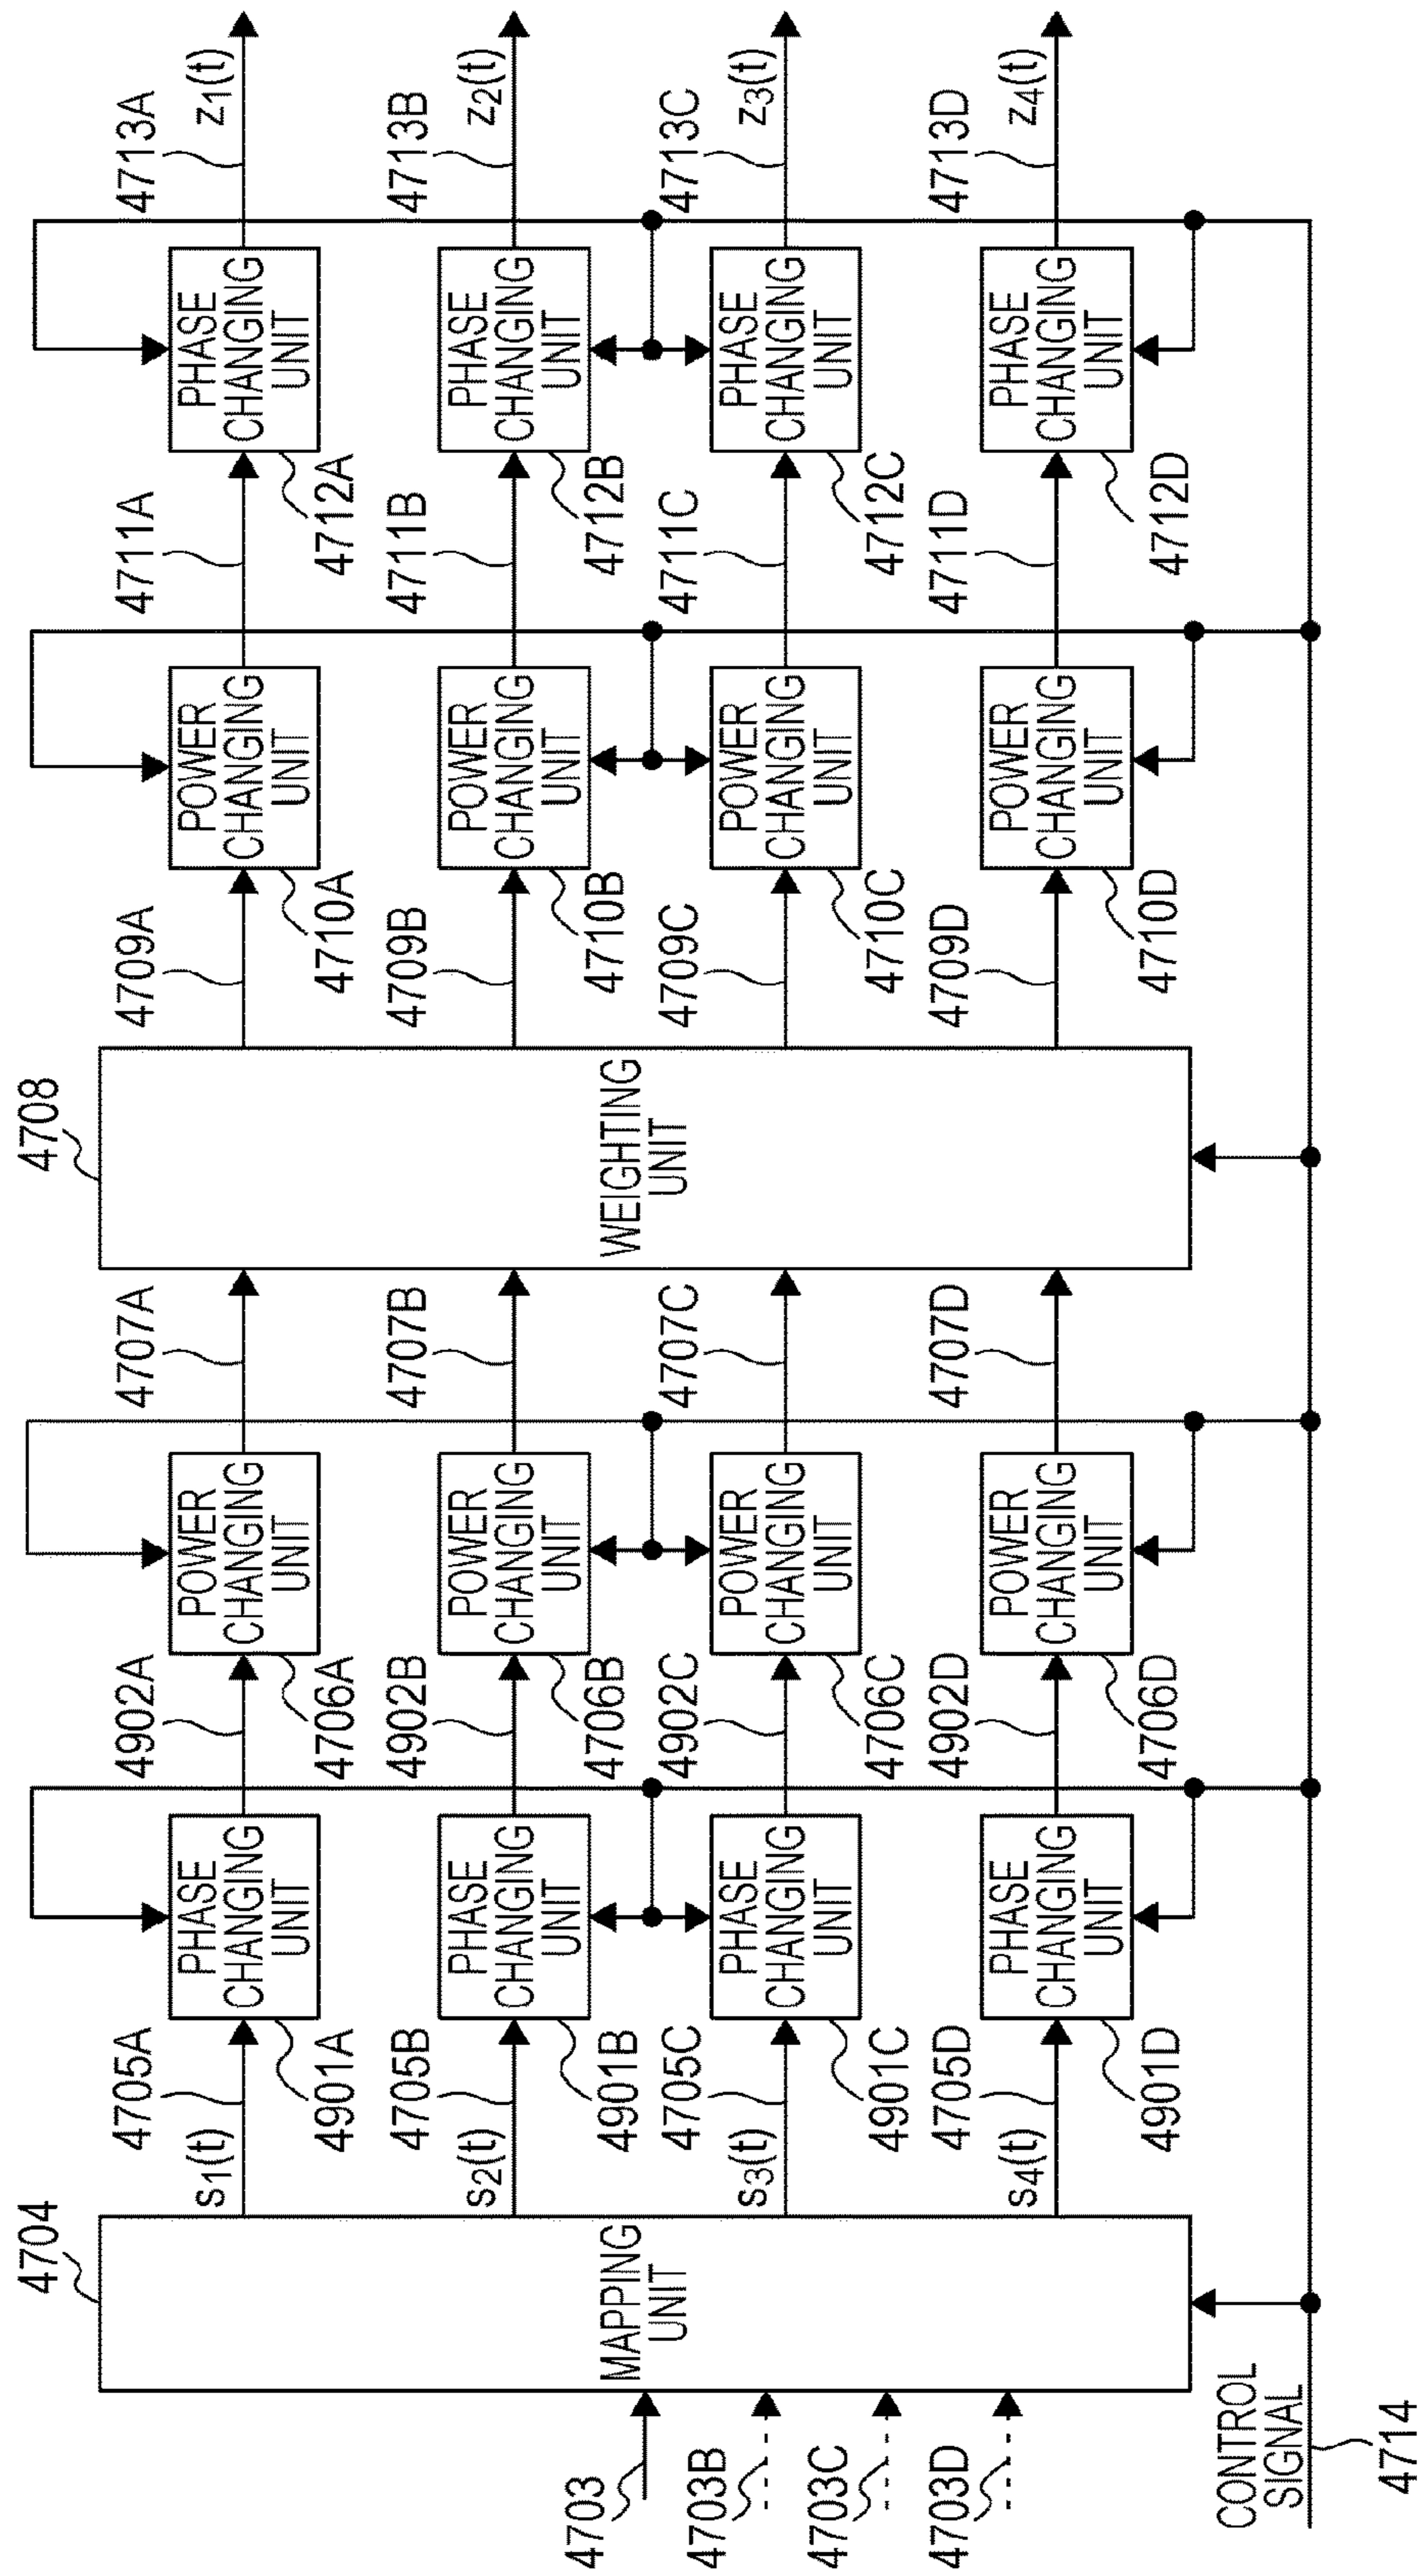 4704
4708
4703
4703B
4703C
4703D
MAPPING
UNIT
CONTROL
SIGNAL
4714
s1(t)
4705A
4901A
PHASE
CHANGING
UNIT
4902A
4706A
POWER
CHANGING
UNIT
4707A
s2(t)
4705B
4901B
PHASE
CHANGING
UNIT
4902B
4706B
POWER
CHANGING
UNIT
4707B
s3(t)
4705C
4901C
PHASE
CHANGING
UNIT
4902C
4706C
POWER
CHANGING
UNIT
4707C
s4(t)
4705D
4901D
PHASE
CHANGING
UNIT
4902D
4706D
POWER
CHANGING
UNIT
4707D
WEIGHTING
UNIT
4709A
4710A
POWER
CHANGING
UNIT
4711A
4712A
PHASE
CHANGING
UNIT
4713A
z1(t)
4709B
4710B
POWER
CHANGING
UNIT
4711B
4712B
PHASE
CHANGING
UNIT
4713B
z2(t)
4709C
4710C
POWER
CHANGING
UNIT
4711C
4712C
PHASE
CHANGING
UNIT
4713C
z3(t)
4709D
4710D
POWER
CHANGING
UNIT
4711D
4712D
PHASE
CHANGING
UNIT
4713D
z4(t)